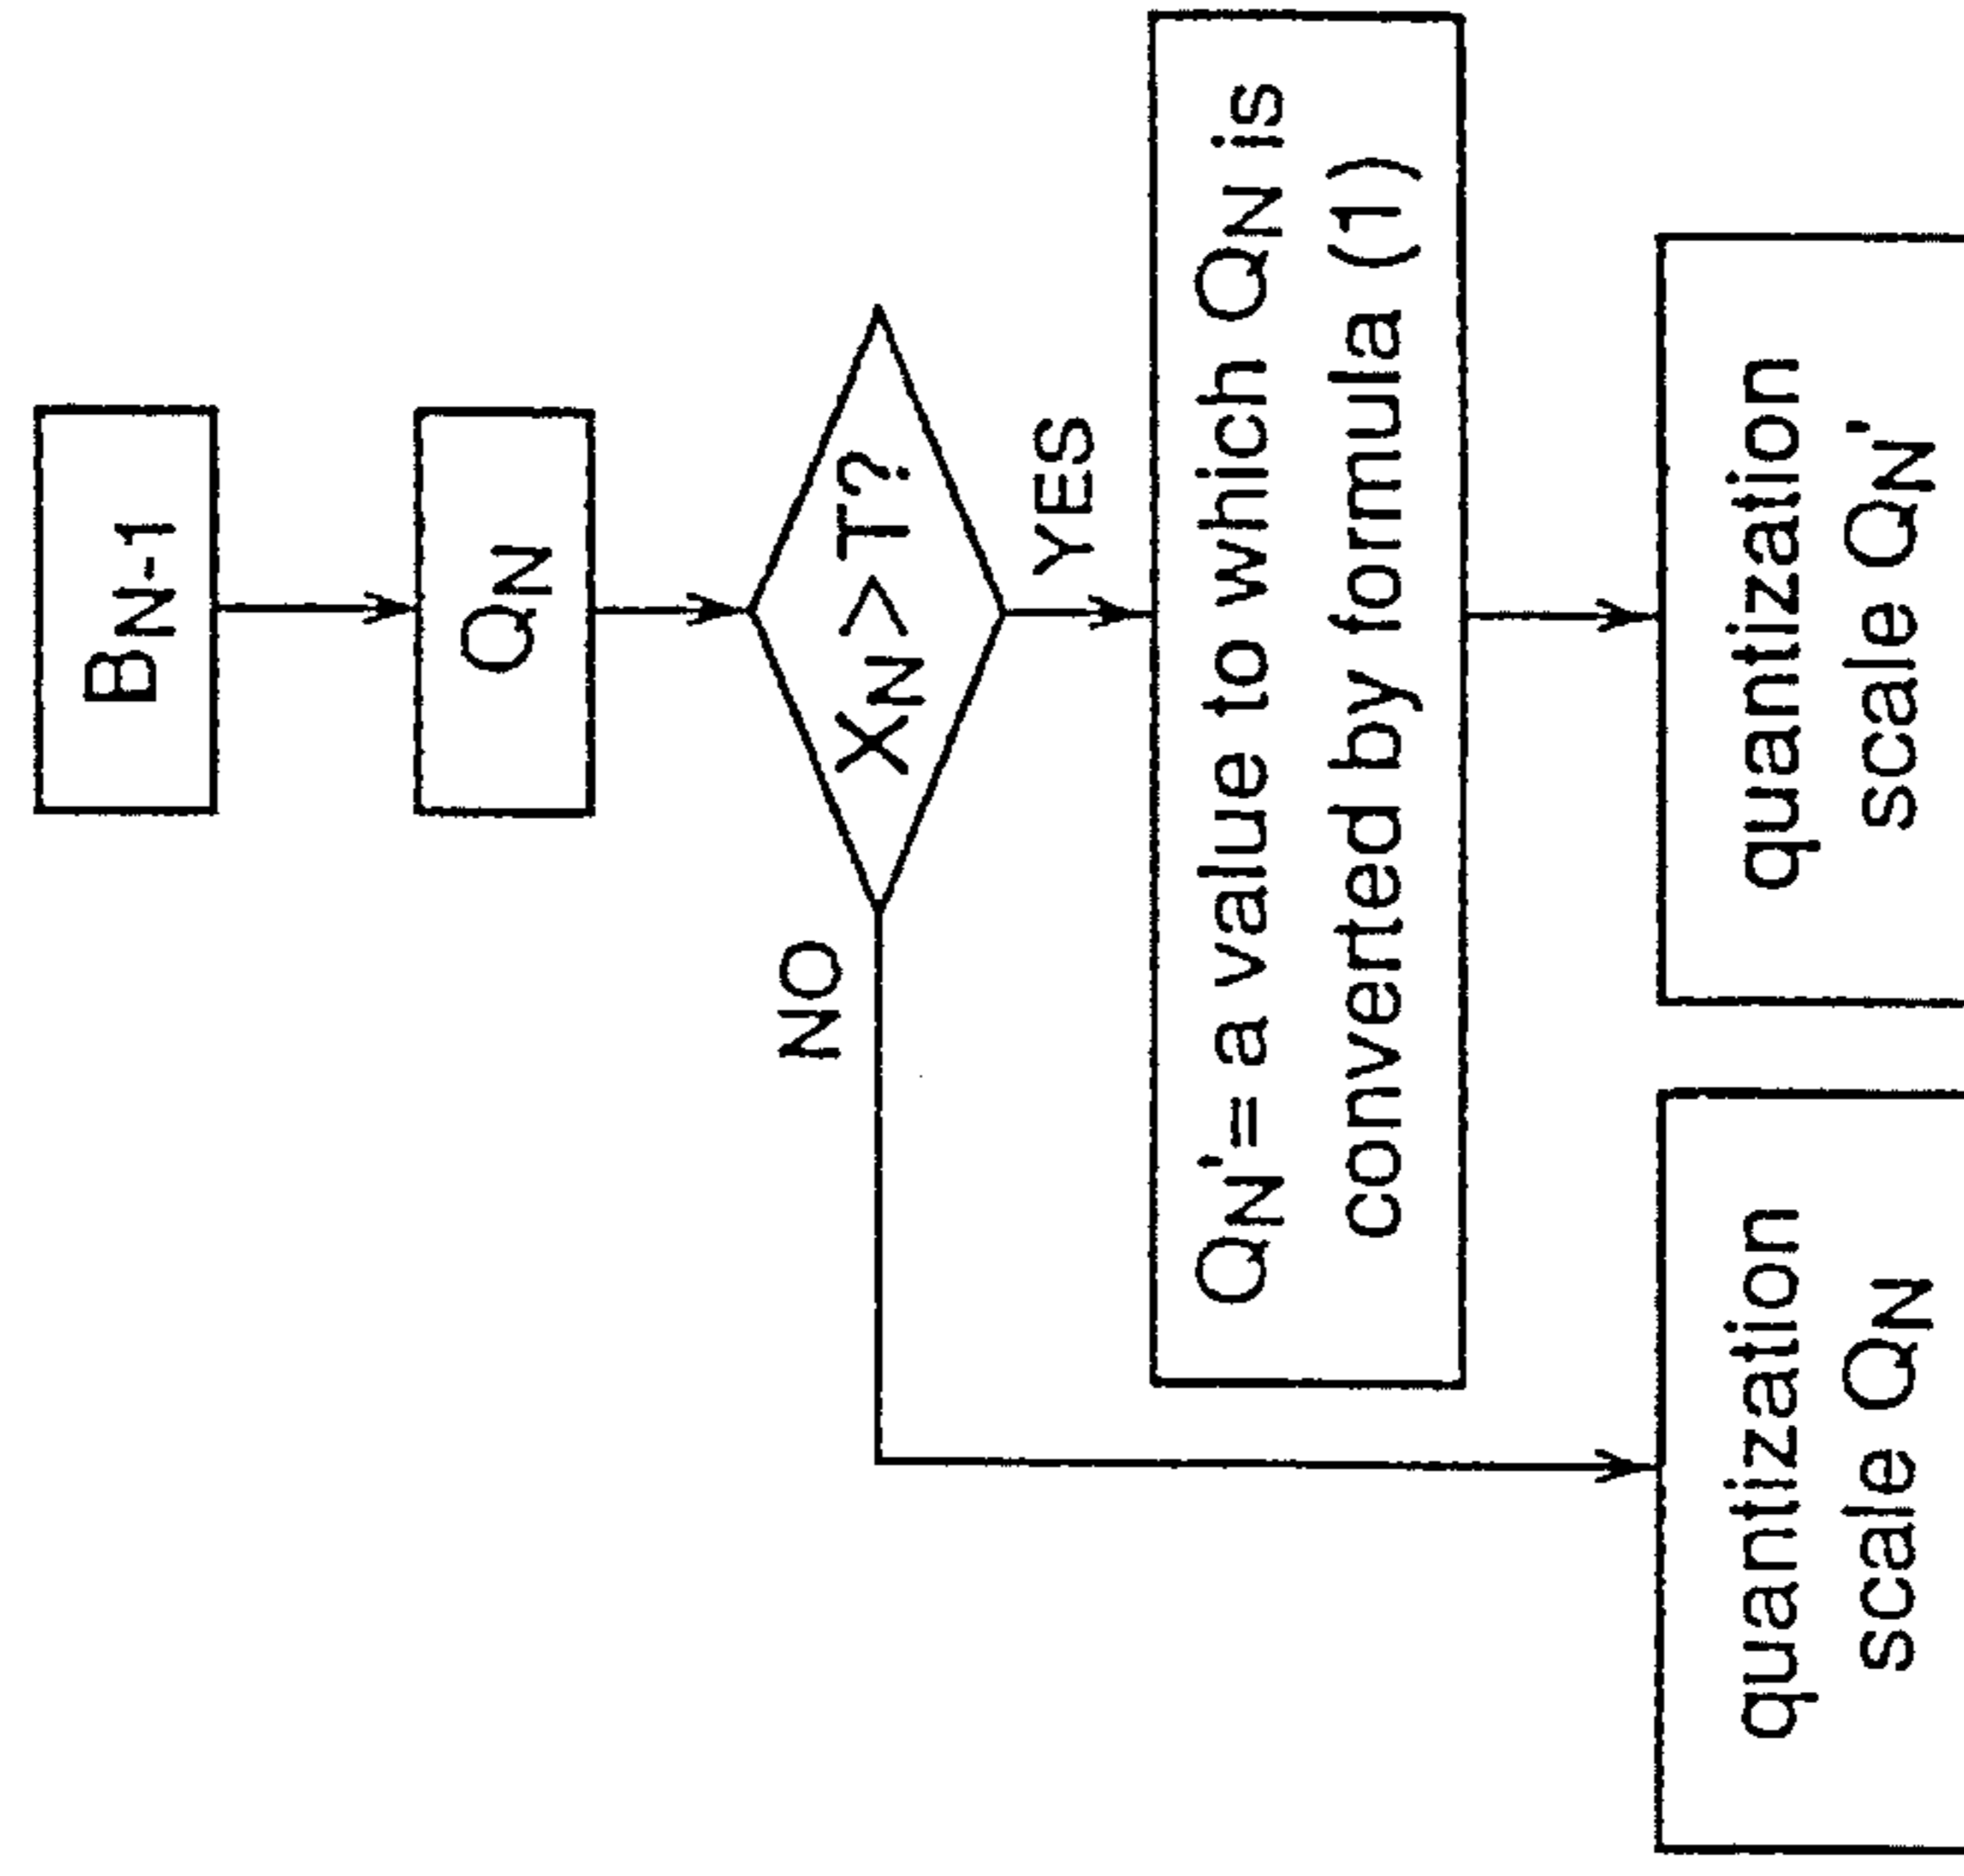 BN-1
QN
XN>T?
NO
YES
QN'= a value to which QN is
converted by formula (1)
quantization
scale QN
quantization
scale QN'